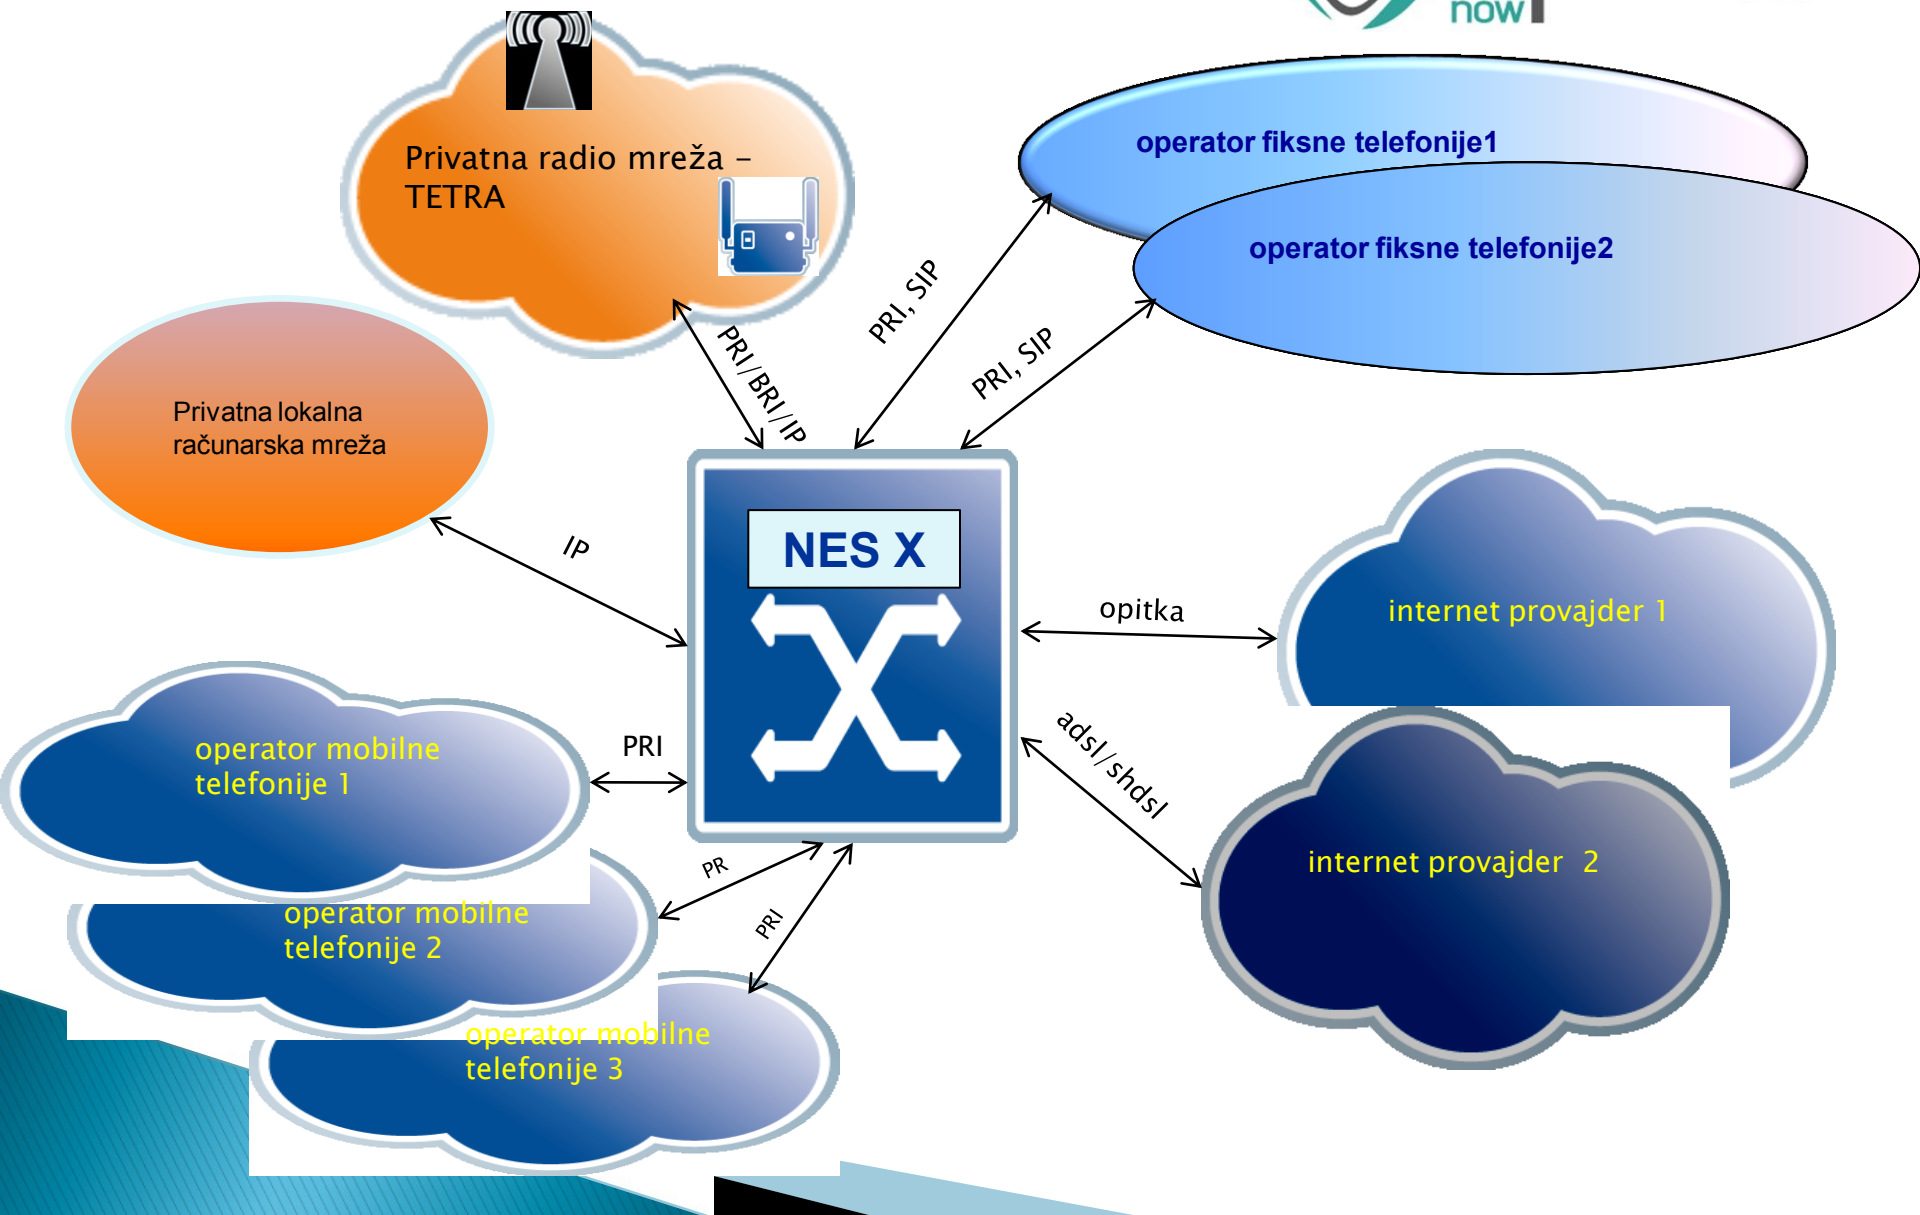 now
Privatna radio mreža –
TETRA
operator fiksne telefonije1
operator fiksne telefonije2
PRI, SIP
PRI, SIP
PRI/BRI/IP
Privatna lokalna
računarska mreža
IP
NES X
opitka
internet provajder 1
adsl/shdsl
internet provajder 2
operator mobilne
telefonije 1
PRI
PR
PRI
operator mobilne
telefonije 2
operator mobilne
telefonije 3